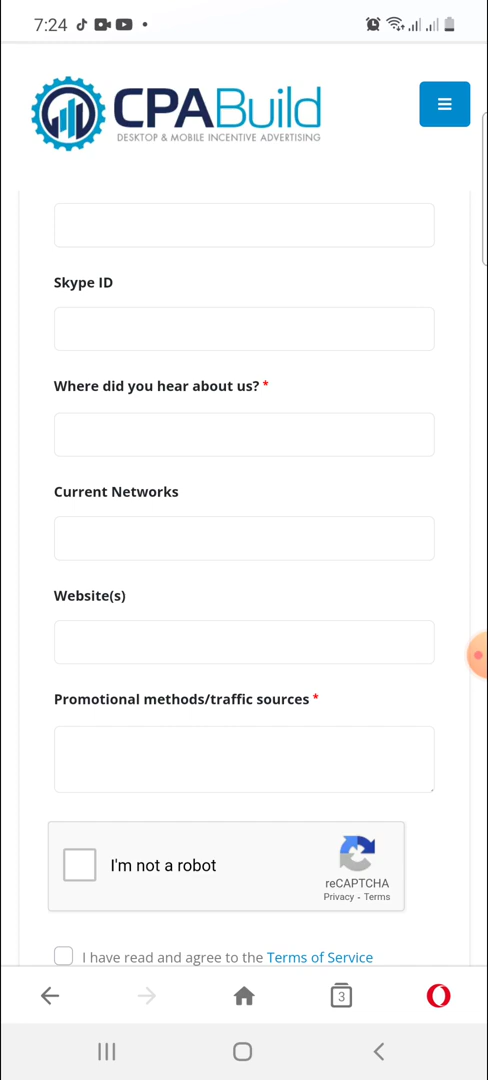 7:24
CPABuild
DESKTOP & MOBILE INCENTIVE ADVERTISING
Skype ID
Where did you hear about us? *
Current Networks
Website(s)
Promotional methods/traffic sources *
I'm not a robot
reCAPTCHA
Privacy - Terms
I have read and agree to the Terms of Service
3